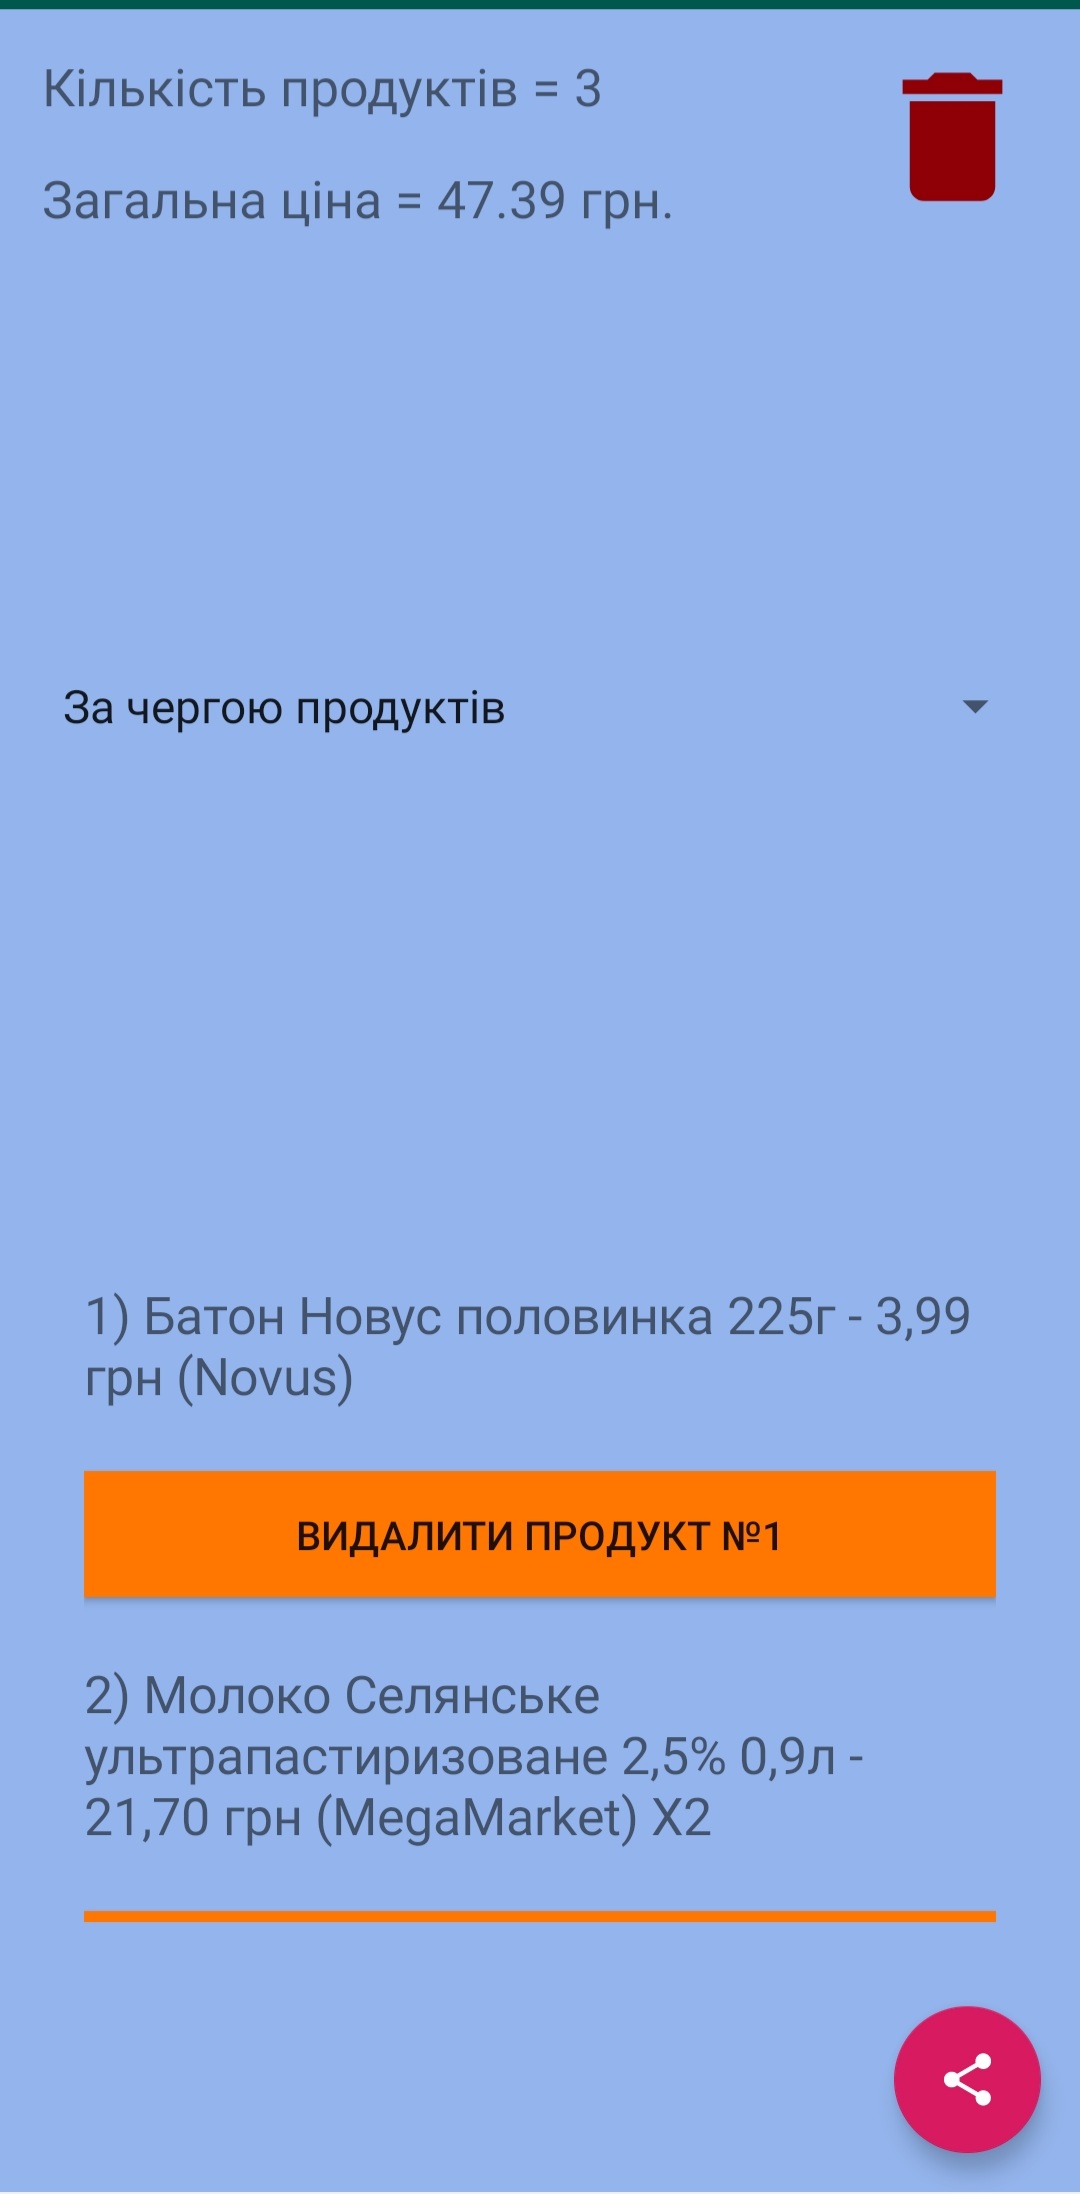 Кількість продуктів = 3
Загальна ціна = 47.39 грн.
За чергою продуктів
1) Батон Новус половинка 225г - 3,99
грн (Novus)
ВИДАЛИТИ ПРОДУКТ №1
2) Молоко Селянське
ультрапастиризоване 2,5% 0,9л -
21,70 грн (MegaMarket) X2